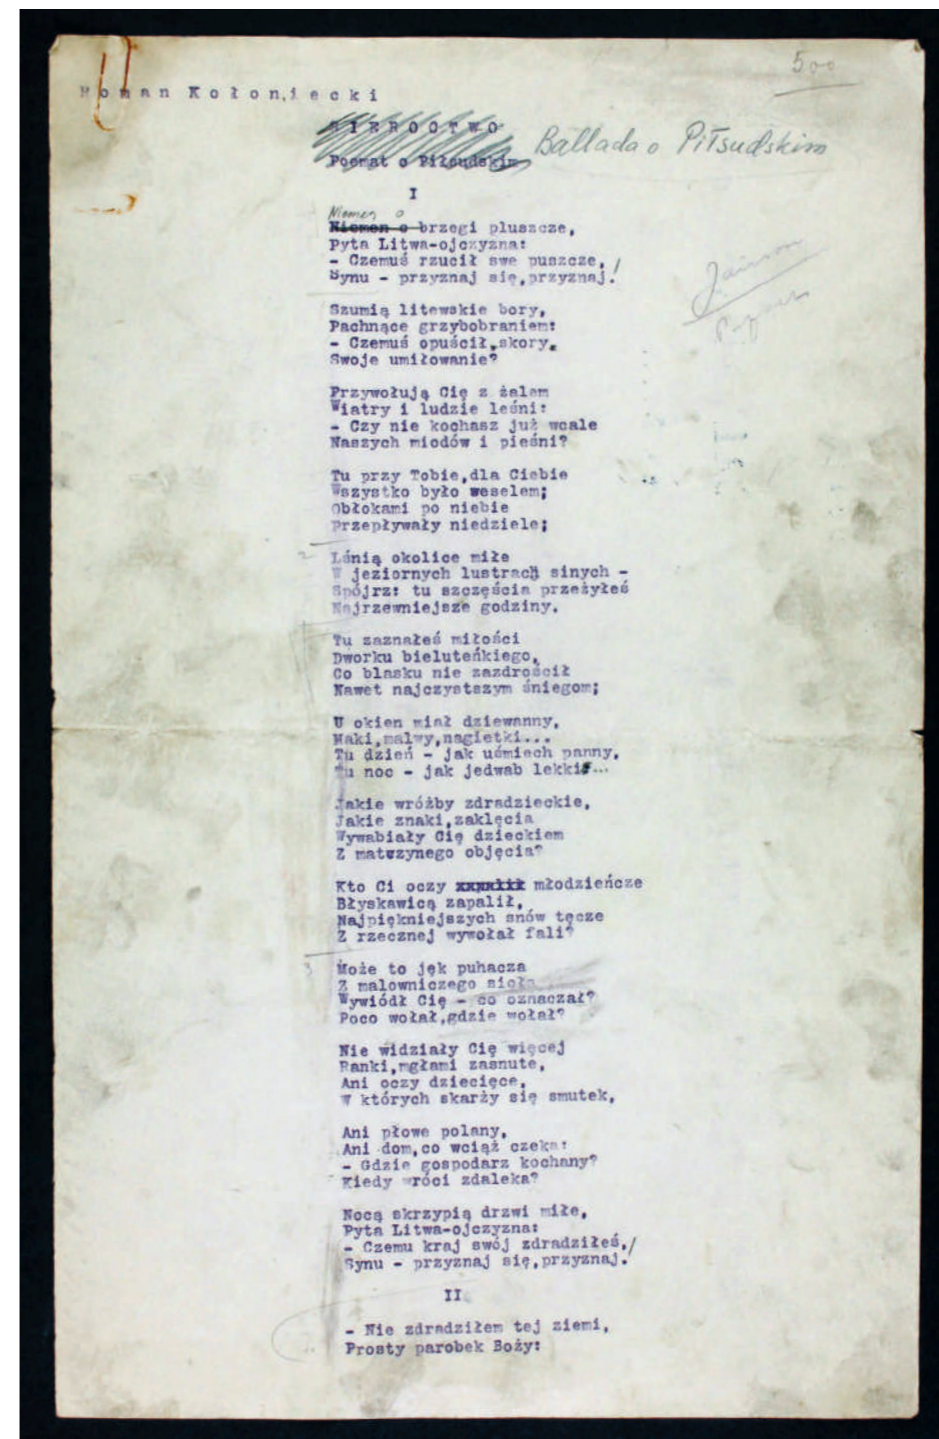 500
Roman Kołoniecki
SIEROCTWO
Poemat o Piłsudskim
Ballada o Piłsudskim
I
Niemen o
Niemen o brzegi pluszcze,
Pyta Litwa-ojczyzna:
- Czemuś rzucił swe puszcze,/
Synu - przyznaj się,przyznaj.!
Szumią litewskie bory,
Pachnące grzybobraniem:
- Czemuś opuścił,skory,
Swoje umiłowanie?
Przywołują Cię z żalem
Wiatry i ludzie leśni:
- Czy nie kochasz już wcale
Naszych miodów i pieśni?
Tu przy Tobie,dla Ciebie
Wszystko było weselem;
Obłokami po niebie
Przepływały niedziele;
2
Lśnią okolice miłe
W jeziornych lustrach sinych -
Spójrz: tu szczęścia przeżyłeś
Najrzewniejsze godziny.
Tu zaznałeś miłości
Dworku bieluteńkiego,
Co blasku nie zazdrościł
Nawet najczystszym śniegom;
U okien miał dziewanny,
Maki,malwy,nagietki...
Tu dzień - jak uśmiech panny,
Tu noc - jak jedwab lekki...
Jakie wróżby zdradzieckie,
Jakie znaki,zaklęcia
Wywabiały Cię dzieckiem
Z matczynego objęcia?
Kto Ci oczy młodzieńcze
Błyskawicą zapalił,
Najpiękniejszych snów tęcze
Z rzecznej wywołał fali?
3
Może to jęk puhacza
Z malowniczego sioła
Wywiódł Cię - co oznaczał?
Poco wołał,gdzie wołał?
Nie widziały Cię więcej
Ranki,mgłami zasnute,
Ani oczy dziecięce,
W których skarży się smutek,
Ani płowe polany,
Ani dom,co wciąż czeka:
- Gdzie gospodarz kochany?
Kiedy wróci zdaleka?
Nocą skrzypią drzwi miłe,
Pyta Litwa-ojczyzna:
- Czemu kraj swój zdradziłeś,/
Synu - przyznaj się,przyznaj.!
II
- Nie zdradziłem tej ziemi,
Prosty parobek Boży: